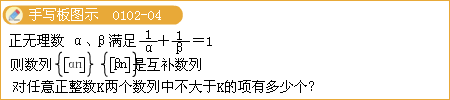 手写板图示 0102-04
正无理数 α、β满足 1/α + 1/β = 1
则数列{[αn]} {[βn]}是互补数列
对任意正整数K两个数列中不大于K的项有多少个?